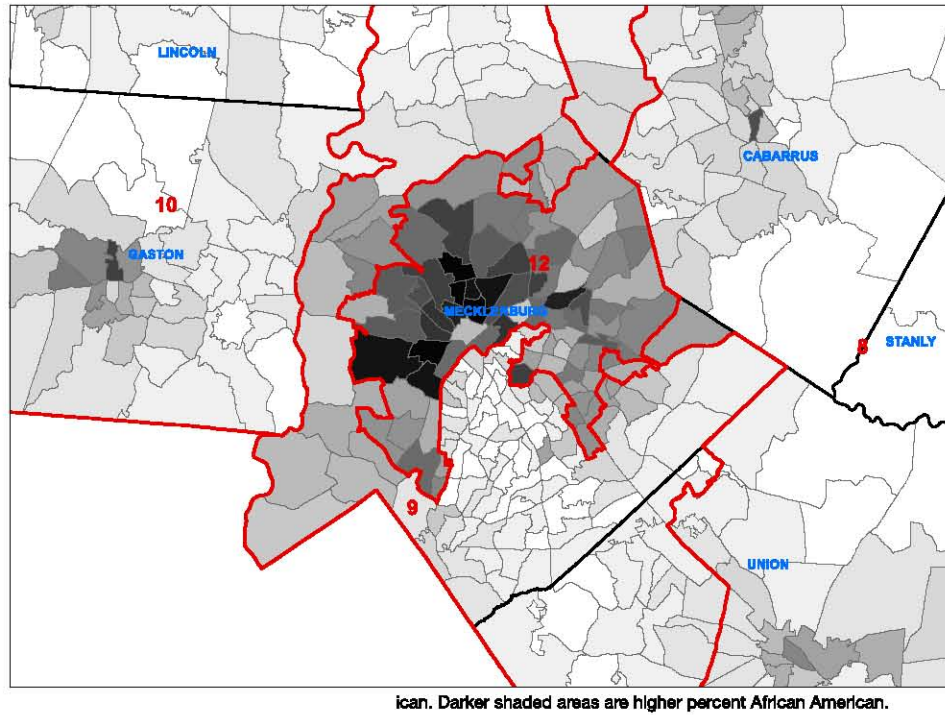 LINCOLN
CABARRUS
10
GASTON
12
MECKLENBURG
8
STANLY
9
UNION
ican. Darker shaded areas are higher percent African American.